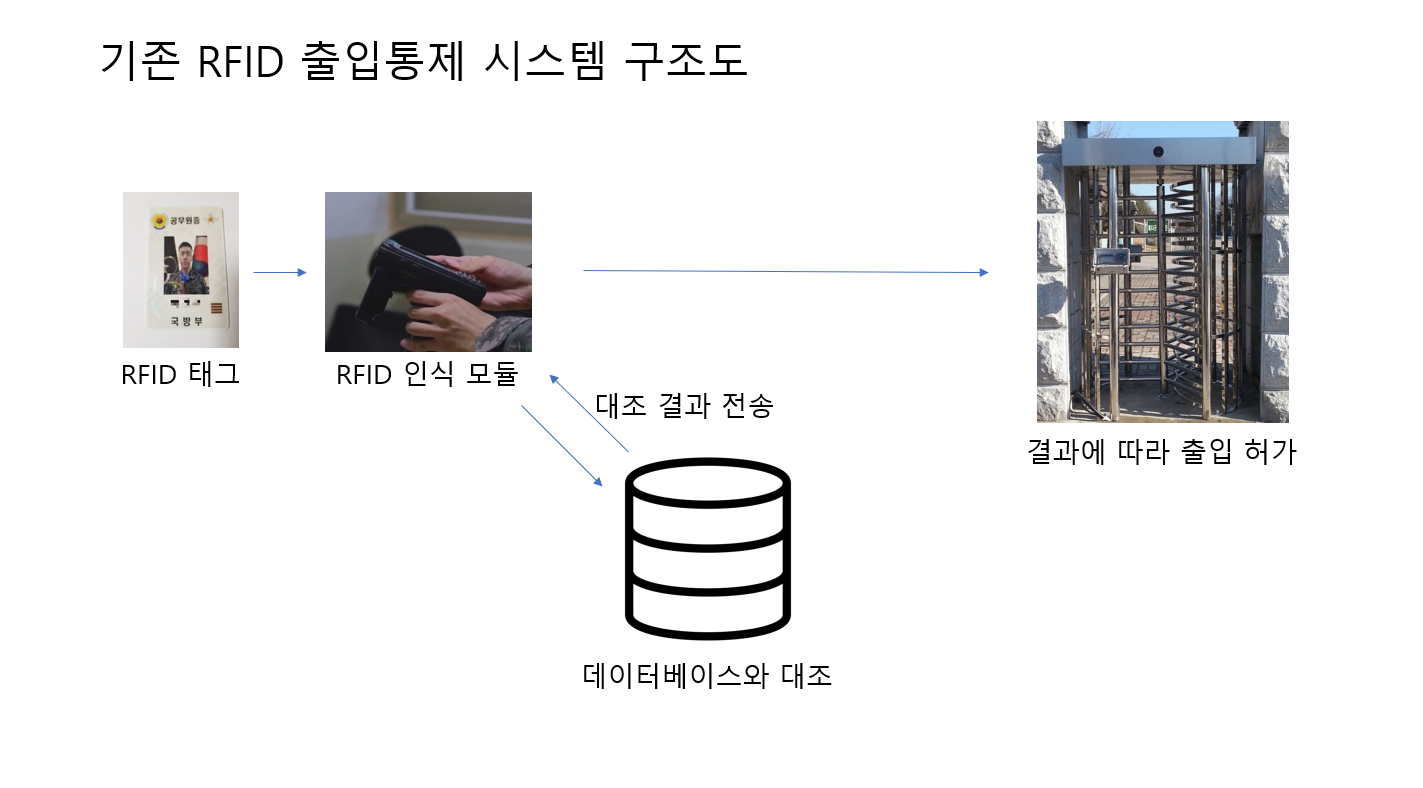 기존 RFID 출입통제 시스템 구조도
공무원증
국방부
RFID 태그
RFID 인식 모듈
대조 결과 전송
결과에 따라 출입 허가
데이터베이스와 대조